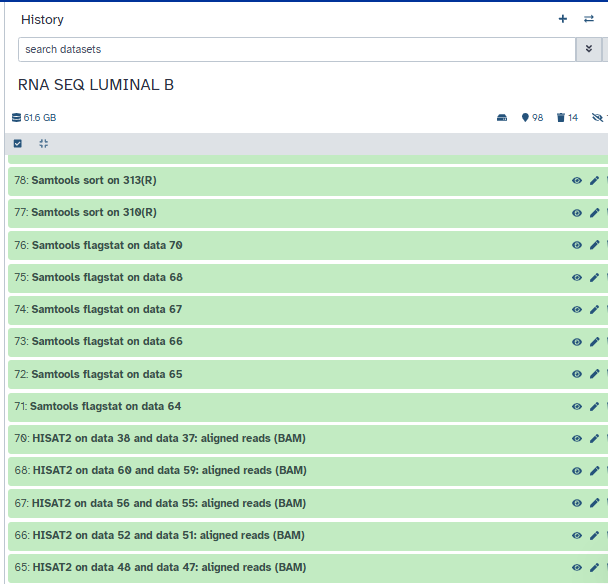 History
search datasets
RNA SEQ LUMINAL B
61.6 GB 98 14
78: Samtools sort on 313(R)
77: Samtools sort on 310(R)
76: Samtools flagstat on data 70
75: Samtools flagstat on data 68
74: Samtools flagstat on data 67
73: Samtools flagstat on data 66
72: Samtools flagstat on data 65
71: Samtools flagstat on data 64
70: HISAT2 on data 38 and data 37: aligned reads (BAM)
68: HISAT2 on data 60 and data 59: aligned reads (BAM)
67: HISAT2 on data 56 and data 55: aligned reads (BAM)
66: HISAT2 on data 52 and data 51: aligned reads (BAM)
65: HISAT2 on data 48 and data 47: aligned reads (BAM)